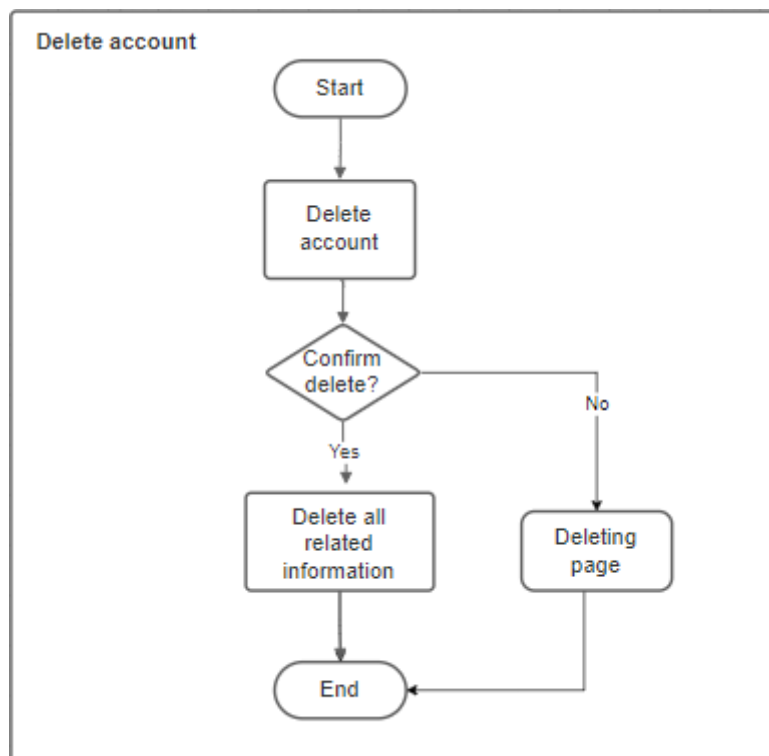 Delete account
Start
Delete
account
Confirm
delete?
No
Yes
Delete all
related
information
Deleting
page
End